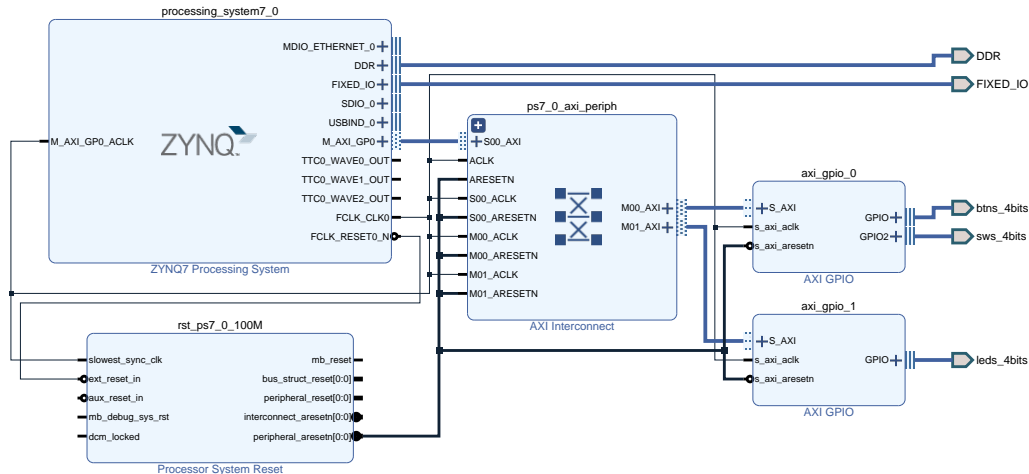 processing_system7_0
MDIO_ETHERNET_0
DDR
FIXED_IO
SDIO_0
USBIND_0
M_AXI_GP0
TTC0_WAVE0_OUT
TTC0_WAVE1_OUT
TTC0_WAVE2_OUT
FCLK_CLK0
FCLK_RESET0_N
M_AXI_GP0_ACLK
ZYNQ
ZYNQ7 Processing System
rst_ps7_0_100M
slowest_sync_clk
ext_reset_in
aux_reset_in
mb_debug_sys_rst
dcm_locked
mb_reset
bus_struct_reset[0:0]
peripheral_reset[0:0]
interconnect_aresetn[0:0]
peripheral_aresetn[0:0]
Processor System Reset
ps7_0_axi_periph
S00_AXI
ACLK
ARESETN
S00_ACLK
S00_ARESETN
M00_ACLK
M00_ARESETN
M01_ACLK
M01_ARESETN
M00_AXI
M01_AXI
AXI Interconnect
axi_gpio_0
S_AXI
s_axi_aclk
s_axi_aresetn
GPIO
GPIO2
AXI GPIO
axi_gpio_1
S_AXI
s_axi_aclk
s_axi_aresetn
GPIO
AXI GPIO
DDR
FIXED_IO
btns_4bits
sws_4bits
leds_4bits